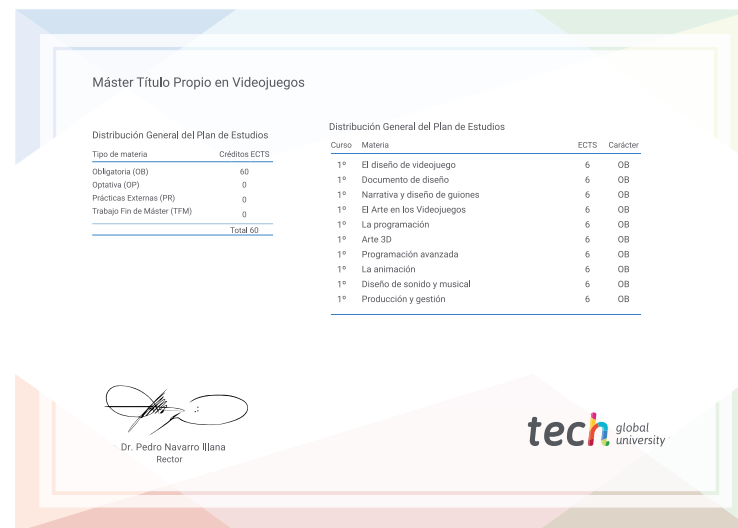 Máster Título Propio en Videojuegos
Distribución General del Plan de Estudios
Tipo de materia Créditos ECTS
Obligatoria (OB) 60
Optativa (OP) 0
Prácticas Externas (PR) 0
Trabajo Fin de Máster (TFM) 0
Total 60
Distribución General del Plan de Estudios
Curso Materia ECTS Carácter
1º El diseño de videojuego 6 OB
1º Documento de diseño 6 OB
1º Narrativa y diseño de guiones 6 OB
1º El Arte en los Videojuegos 6 OB
1º La programación 6 OB
1º Arte 3D 6 OB
1º Programación avanzada 6 OB
1º La animación 6 OB
1º Diseño de sonido y musical 6 OB
1º Producción y gestión 6 OB
Dr. Pedro Navarro Illana
Rector
tech global university